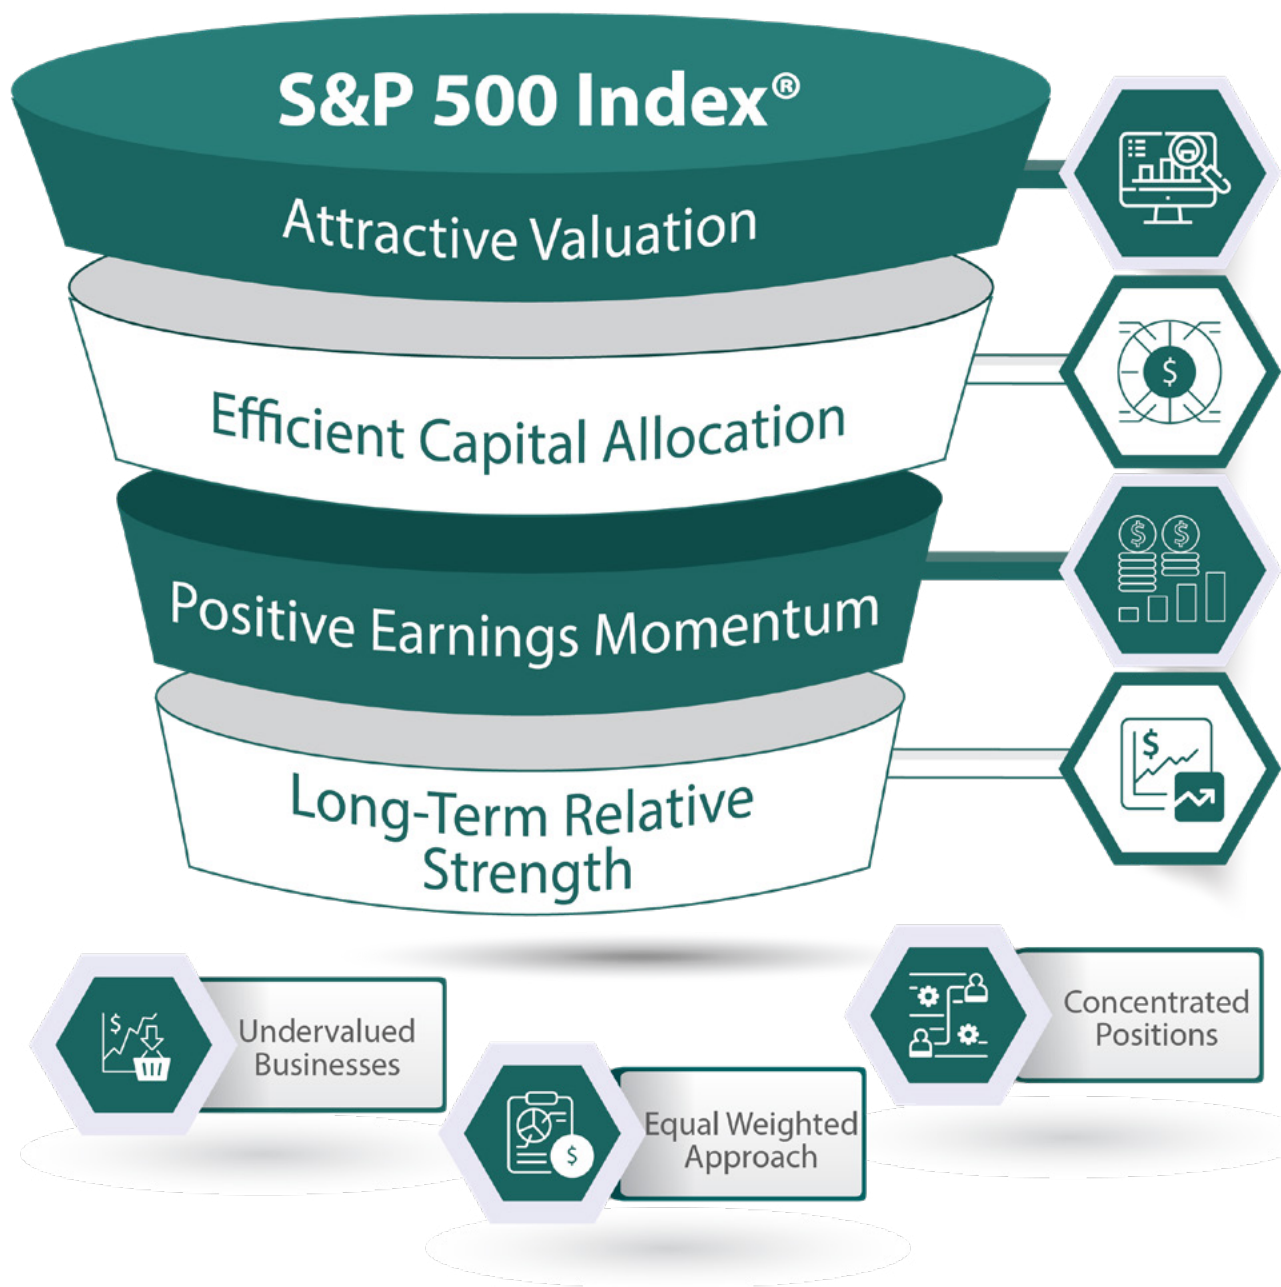 S&P 500 Index®
Attractive Valuation
Efficient Capital Allocation
$
$ $
Positive Earnings Momentum
$
Long-Term Relative
Strength
$
Undervalued
Businesses
$
Equal Weighted
Approach
Concentrated
Positions